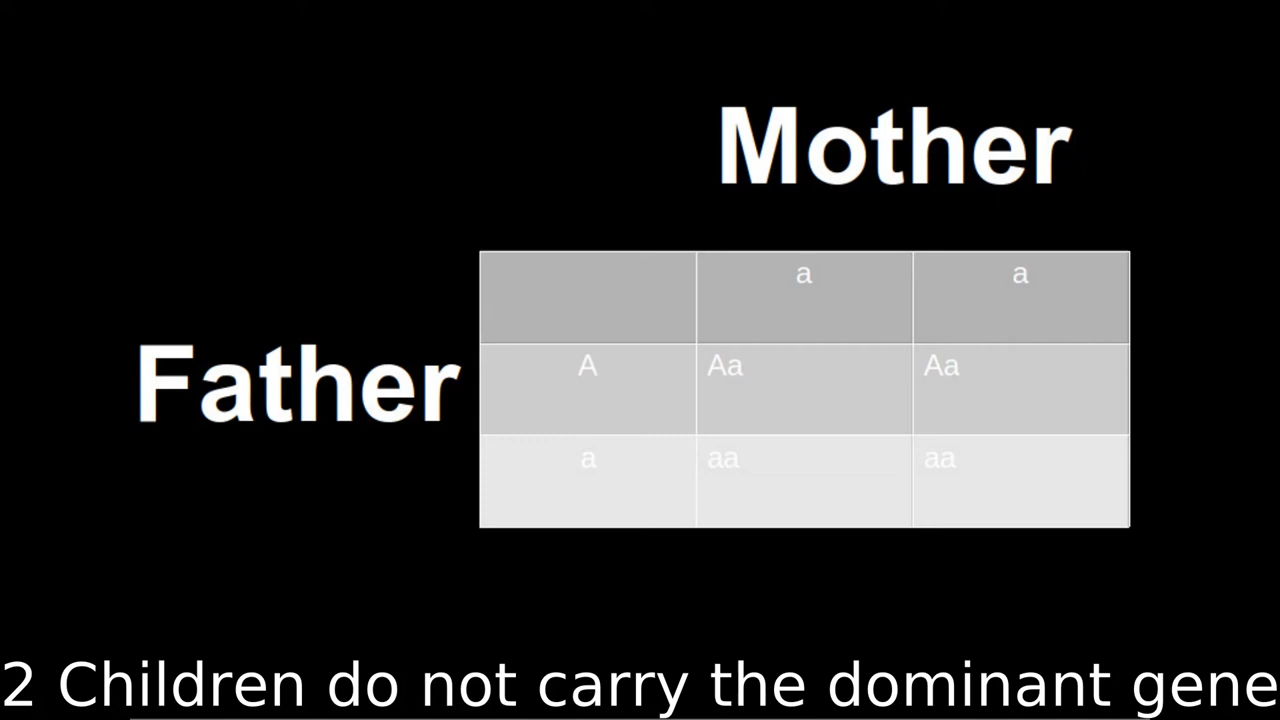 Mother
a a
Father
A Aa Aa
a aa aa
2 Children do not carry the dominant gene